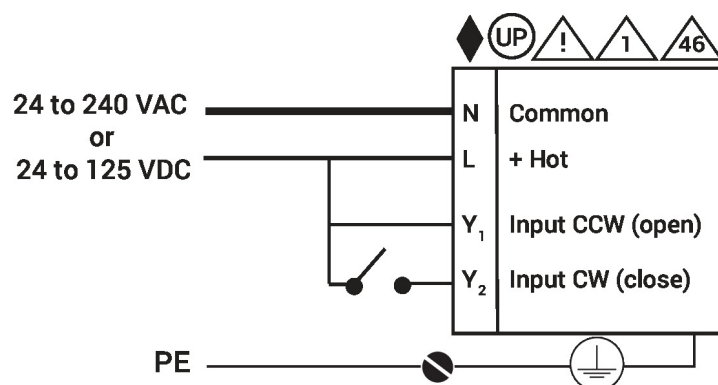 UP ! 1 46
24 to 240 VAC
or
24 to 125 VDC
N Common
L + Hot
Y1 Input CCW (open)
Y2 Input CW (close)
PE